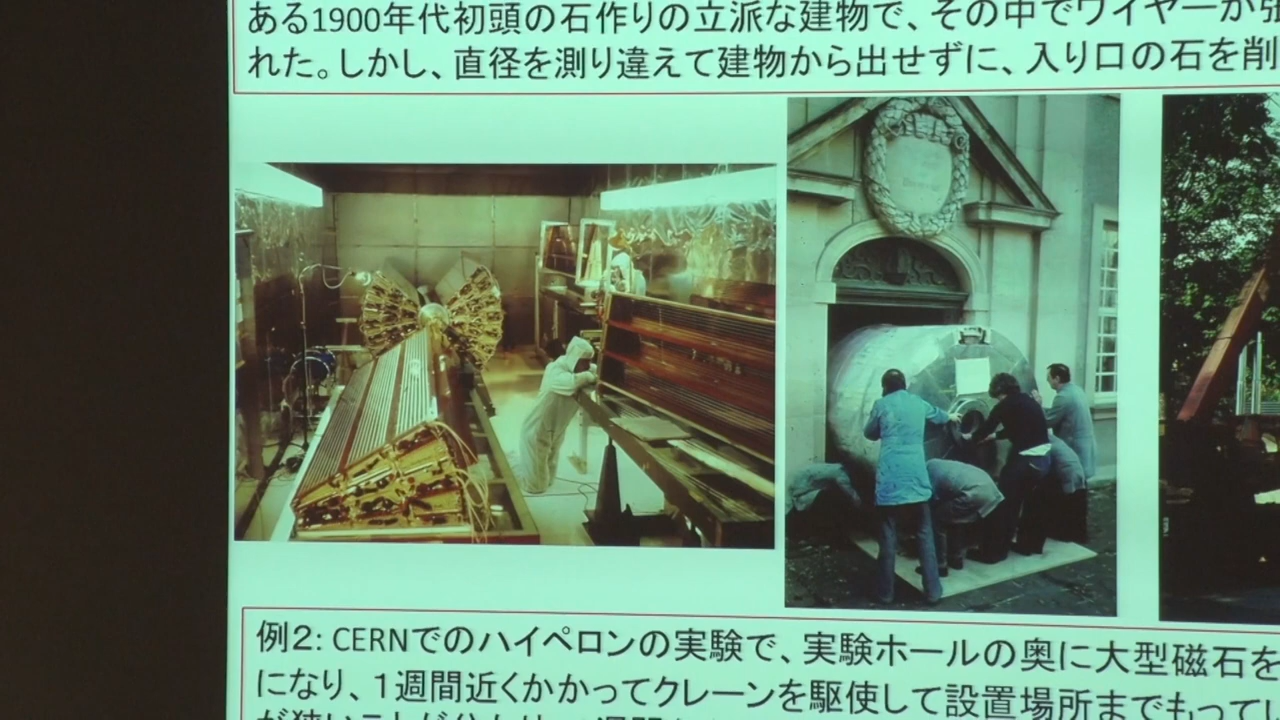 ある1900年代初頭の石作りの立派な建物で、その中でワイヤーが張
れた。しかし、直径を測り違えて建物から出せずに、入り口の石を削
例2: CERNでのハイペロンの実験で、実験ホールの奥に大型磁石を
になり、1週間近くかかってクレーンを駆使して設置場所までもってい